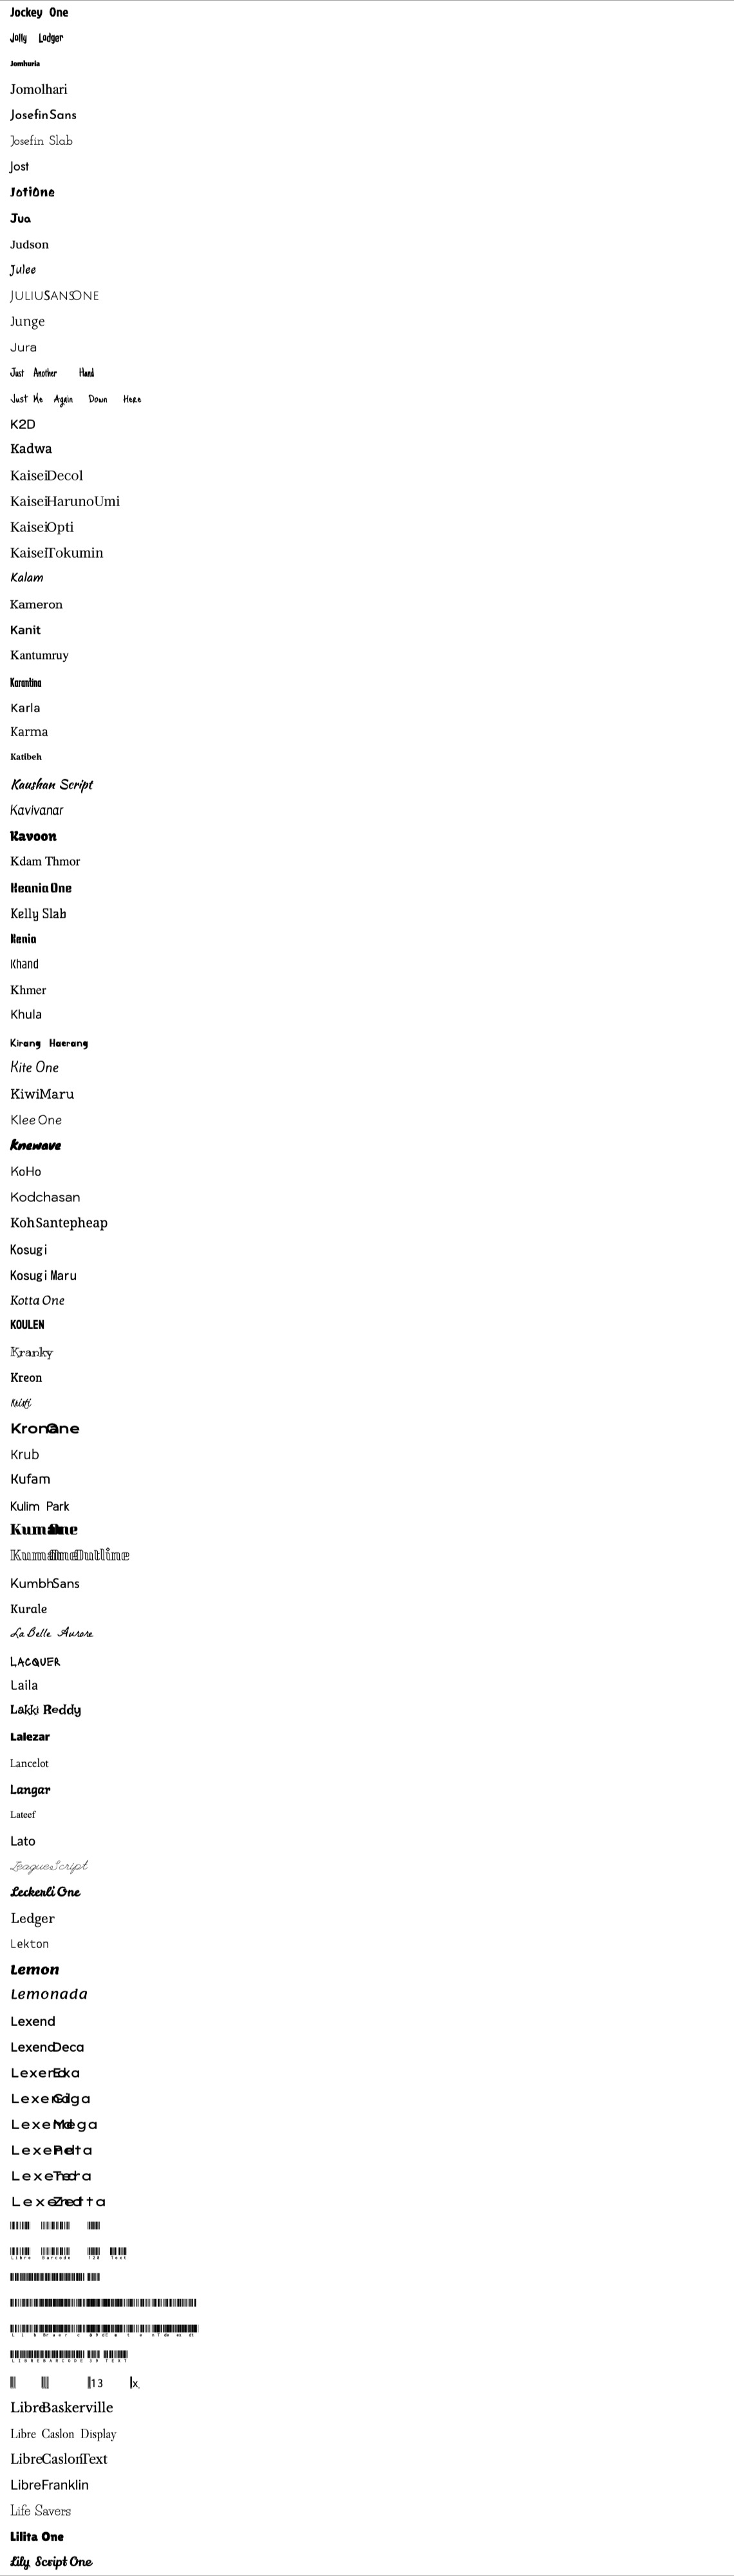 Jockey One
Jolly Lodger
Jomhuria
Jomolhari
Josefin Sans
Josefin Slab
Jost
Joti One
Jua
Judson
Julee
JULIUS SANS ONE
Junge
Jura
Just Another Hand
Just Me Again Down Here
K2D
Kadwa
Kaisei Decol
Kaisei HarunoUmi
Kaisei Opti
Kaisei Tokumin
Kalam
Kameron
Kanit
Kantumruy
Karantina
Karla
Karma
Katibeh
Kaushan Script
Kavivanar
Kavoon
Kdam Thmor
Keania One
Kelly Slab
Kenia
Khand
Khmer
Khula
Kirang Haerang
Kite One
Kiwi Maru
Klee One
Knewave
KoHo
Kodchasan
Koh Santepheap
Kosugi
Kosugi Maru
Kotta One
KOULEN
Kranky
Kreon
Kristi
Krona One
Krub
Kufam
Kulim Park
Kumar One
Kumar One Outline
Kumbh Sans
Kurale
La Belle Aurore
LACQUER
Laila
Lakki Reddy
Lalezar
Lancelot
Langar
Lateef
Lato
League Script
Leckerli One
Ledger
Lekton
Lemon
Lemonada
Lexend
Lexend Deca
Lexend Exa
Lexend Giga
Lexend Mega
Lexend Peta
Lexend Tera
Lexend Zetta
Libre Barcode 128 Text
LIBRE BARCODE 39 TEXT
Libre Baskerville
Libre Caslon Display
Libre Caslon Text
Libre Franklin
Life Savers
Lilita One
Lily Script One